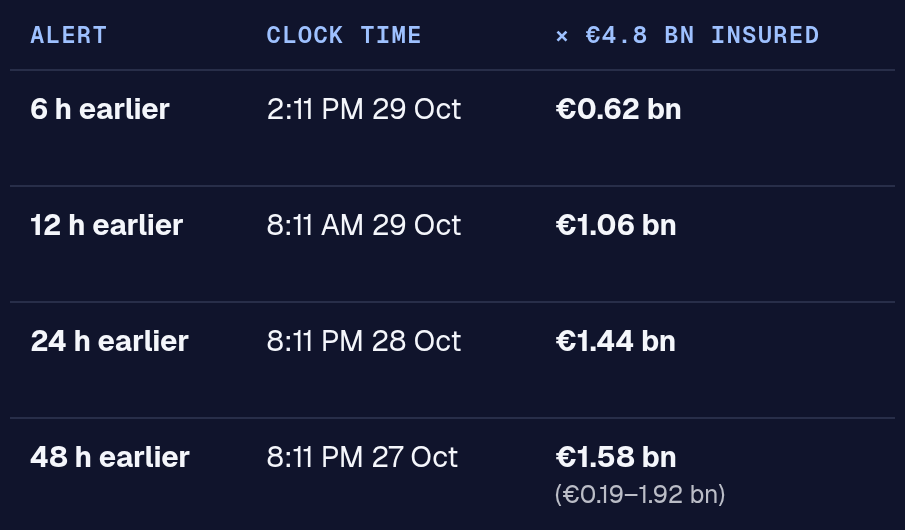 ALERT CLOCK TIME × €4.8 BN INSURED
6 h earlier 2:11 PM 29 Oct €0.62 bn
12 h earlier 8:11 AM 29 Oct €1.06 bn
24 h earlier 8:11 PM 28 Oct €1.44 bn
48 h earlier 8:11 PM 27 Oct €1.58 bn
(€0.19–1.92 bn)